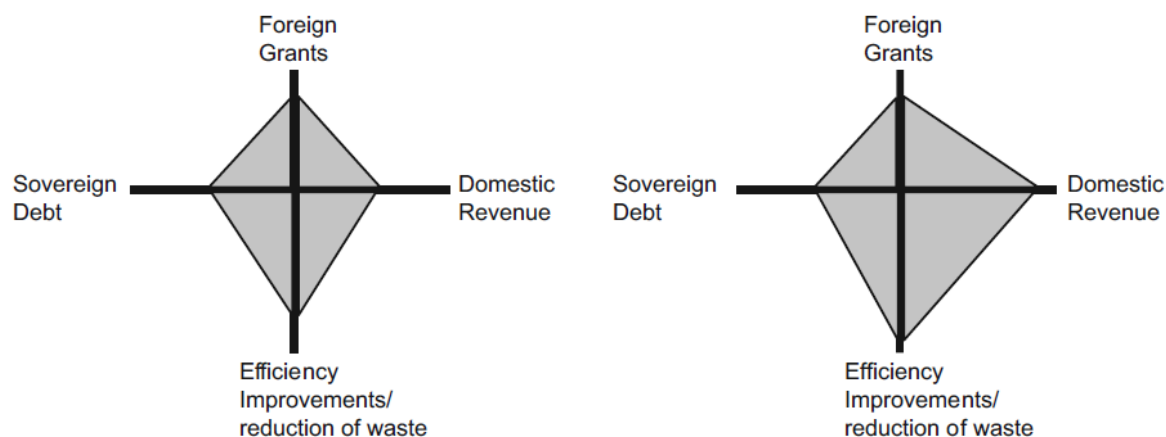 Foreign
Grants
Sovereign
Debt
Domestic
Revenue
Efficiency
Improvements/
reduction of waste
Foreign
Grants
Sovereign
Debt
Domestic
Revenue
Efficiency
Improvements/
reduction of waste